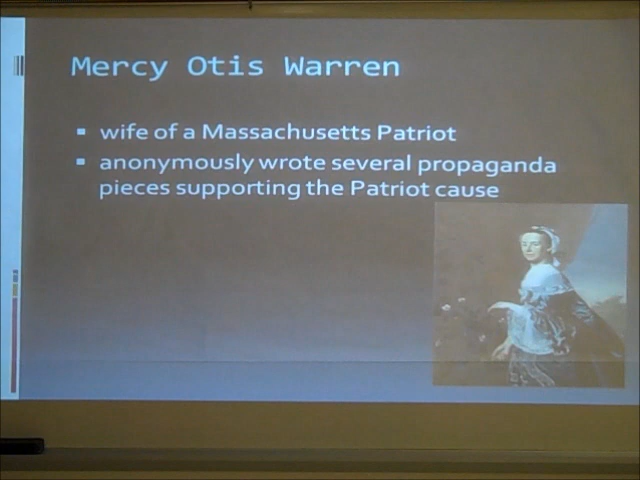 Mercy Otis Warren
▪ wife of a Massachusetts Patriot
▪ anonymously wrote several propaganda
pieces supporting the Patriot cause